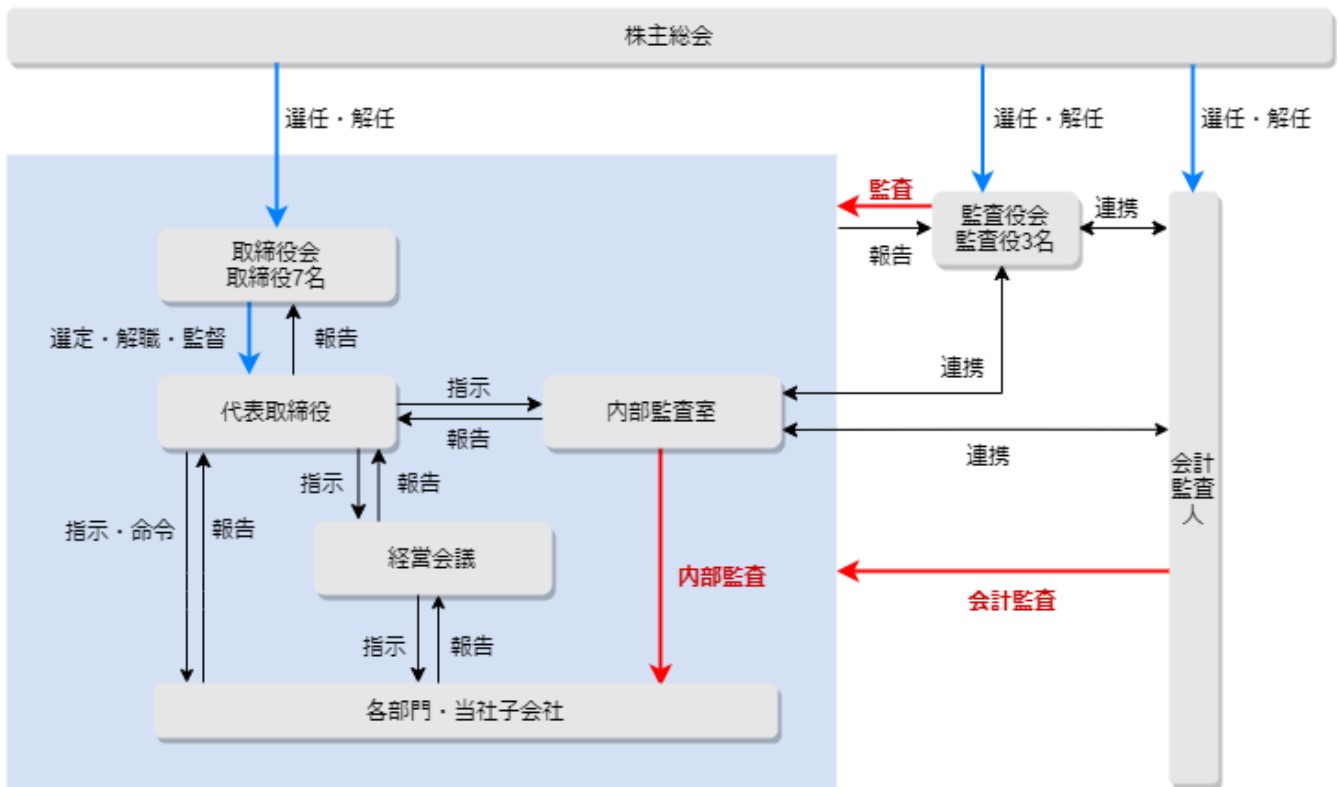 株主総会
選任・解任
選任・解任
選任・解任
監査
報告
監査役会
監査役3名
連携
取締役会
取締役7名
選定・解職・監督
報告
連携
代表取締役
指示
報告
内部監査室
連携
指示
報告
会計
監査
人
指示・命令
報告
経営会議
内部監査
会計監査
指示
報告
各部門・当社子会社